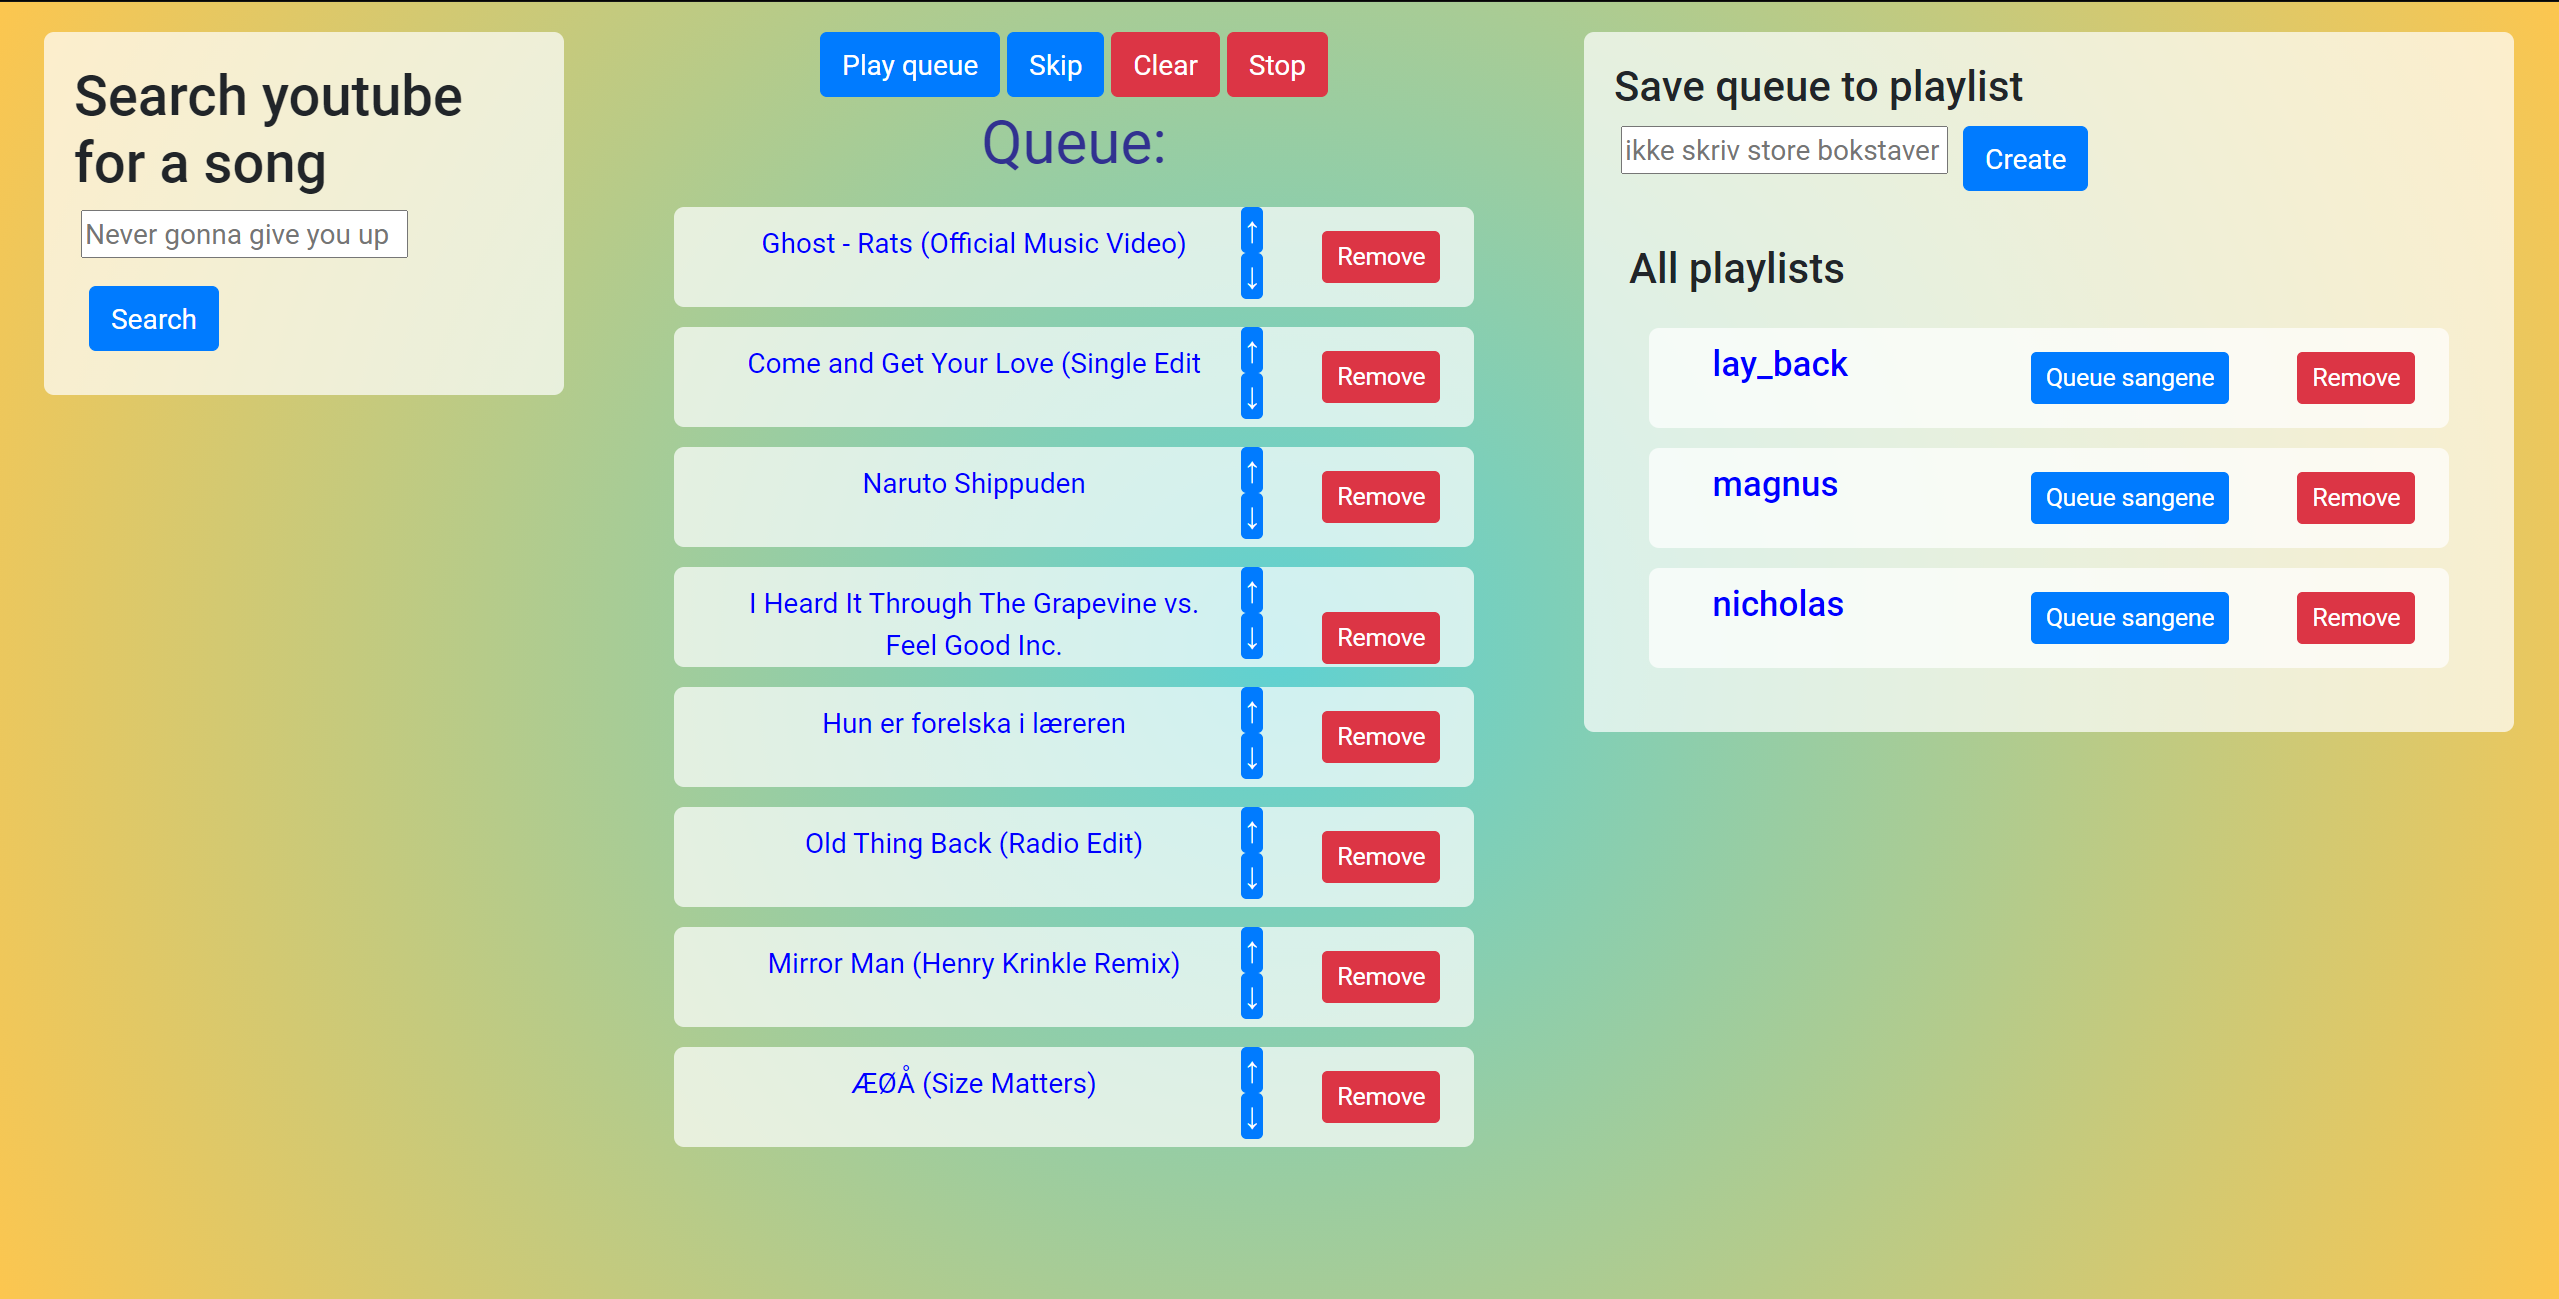 Search youtube
for a song
Never gonna give you up
Search
Play queue Skip Clear Stop
Queue:
Ghost - Rats (Official Music Video) ↑ ↓ Remove
Come and Get Your Love (Single Edit ↑ ↓ Remove
Naruto Shippuden ↑ ↓ Remove
I Heard It Through The Grapevine vs.
Feel Good Inc. ↑ ↓ Remove
Hun er forelska i læreren ↑ ↓ Remove
Old Thing Back (Radio Edit) ↑ ↓ Remove
Mirror Man (Henry Krinkle Remix) ↑ ↓ Remove
ÆØÅ (Size Matters) ↑ ↓ Remove
Save queue to playlist
ikke skriv store bokstaver Create
All playlists
lay_back Queue sangene Remove
magnus Queue sangene Remove
nicholas Queue sangene Remove